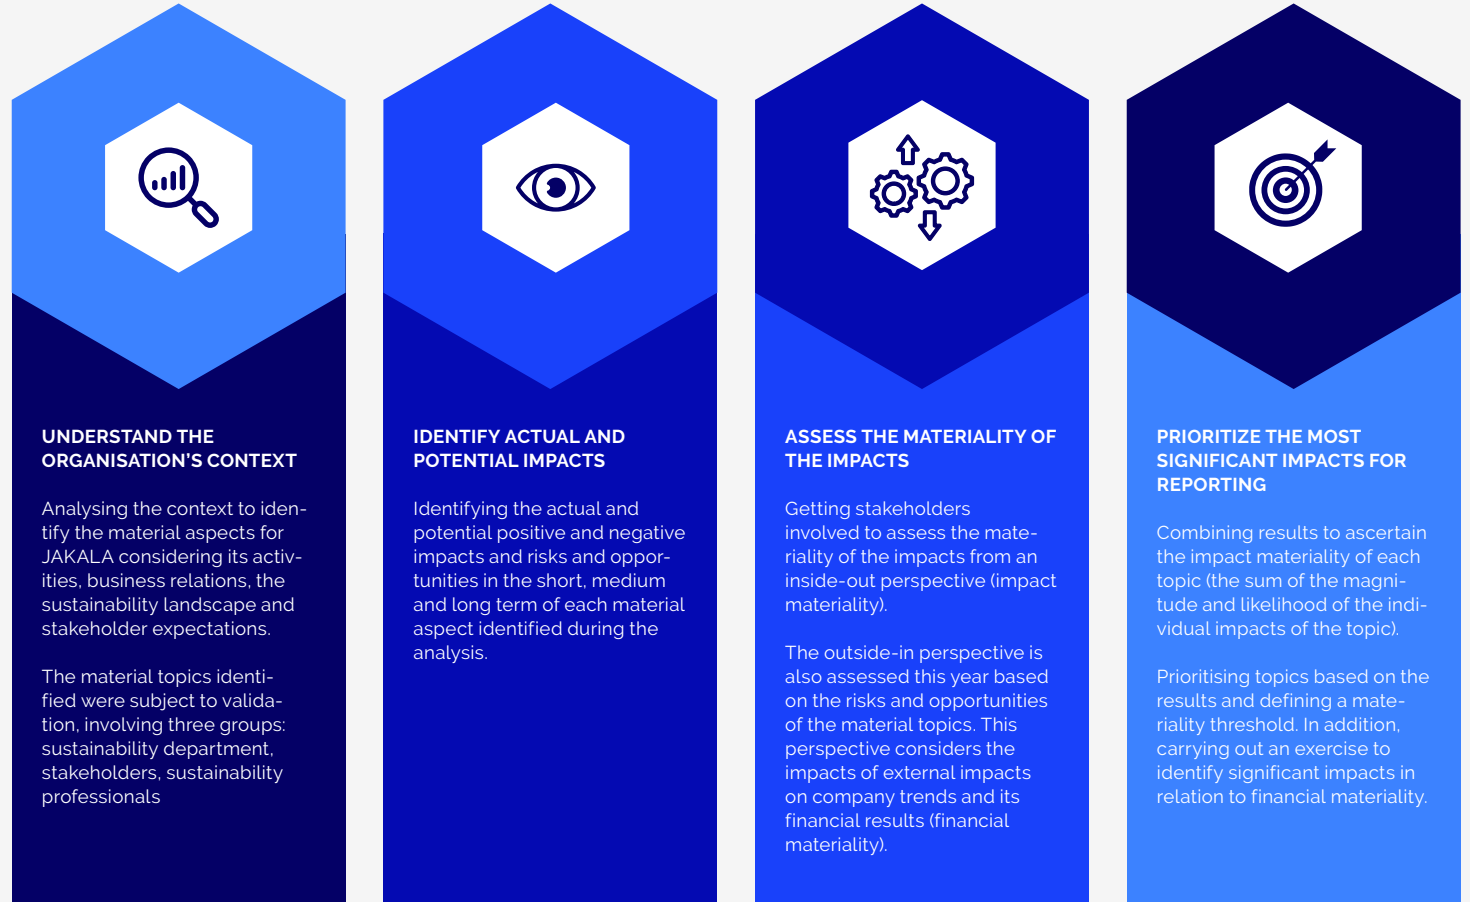 UNDERSTAND THE
ORGANISATION’S CONTEXT
Analysing the context to iden-
tify the material aspects for
JAKALA considering its activ-
ities, business relations, the
sustainability landscape and
stakeholder expectations.
The material topics identi-
fied were subject to valida-
tion, involving three groups:
sustainability department,
stakeholders, sustainability
professionals
IDENTIFY ACTUAL AND
POTENTIAL IMPACTS
Identifying the actual and
potential positive and negative
impacts and risks and oppor-
tunities in the short, medium
and long term of each material
aspect identified during the
analysis.
ASSESS THE MATERIALITY OF
THE IMPACTS
Getting stakeholders
involved to assess the mate-
riality of the impacts from an
inside-out perspective (impact
materiality).
The outside-in perspective is
also assessed this year based
on the risks and opportunities
of the material topics. This
perspective considers the
impacts of external impacts
on company trends and its
financial results (financial
materiality).
PRIORITIZE THE MOST
SIGNIFICANT IMPACTS FOR
REPORTING
Combining results to ascertain
the impact materiality of each
topic (the sum of the magni-
tude and likelihood of the indi-
vidual impacts of the topic).
Prioritising topics based on the
results and defining a mate-
riality threshold. In addition,
carrying out an exercise to
identify significant impacts in
relation to financial materiality.